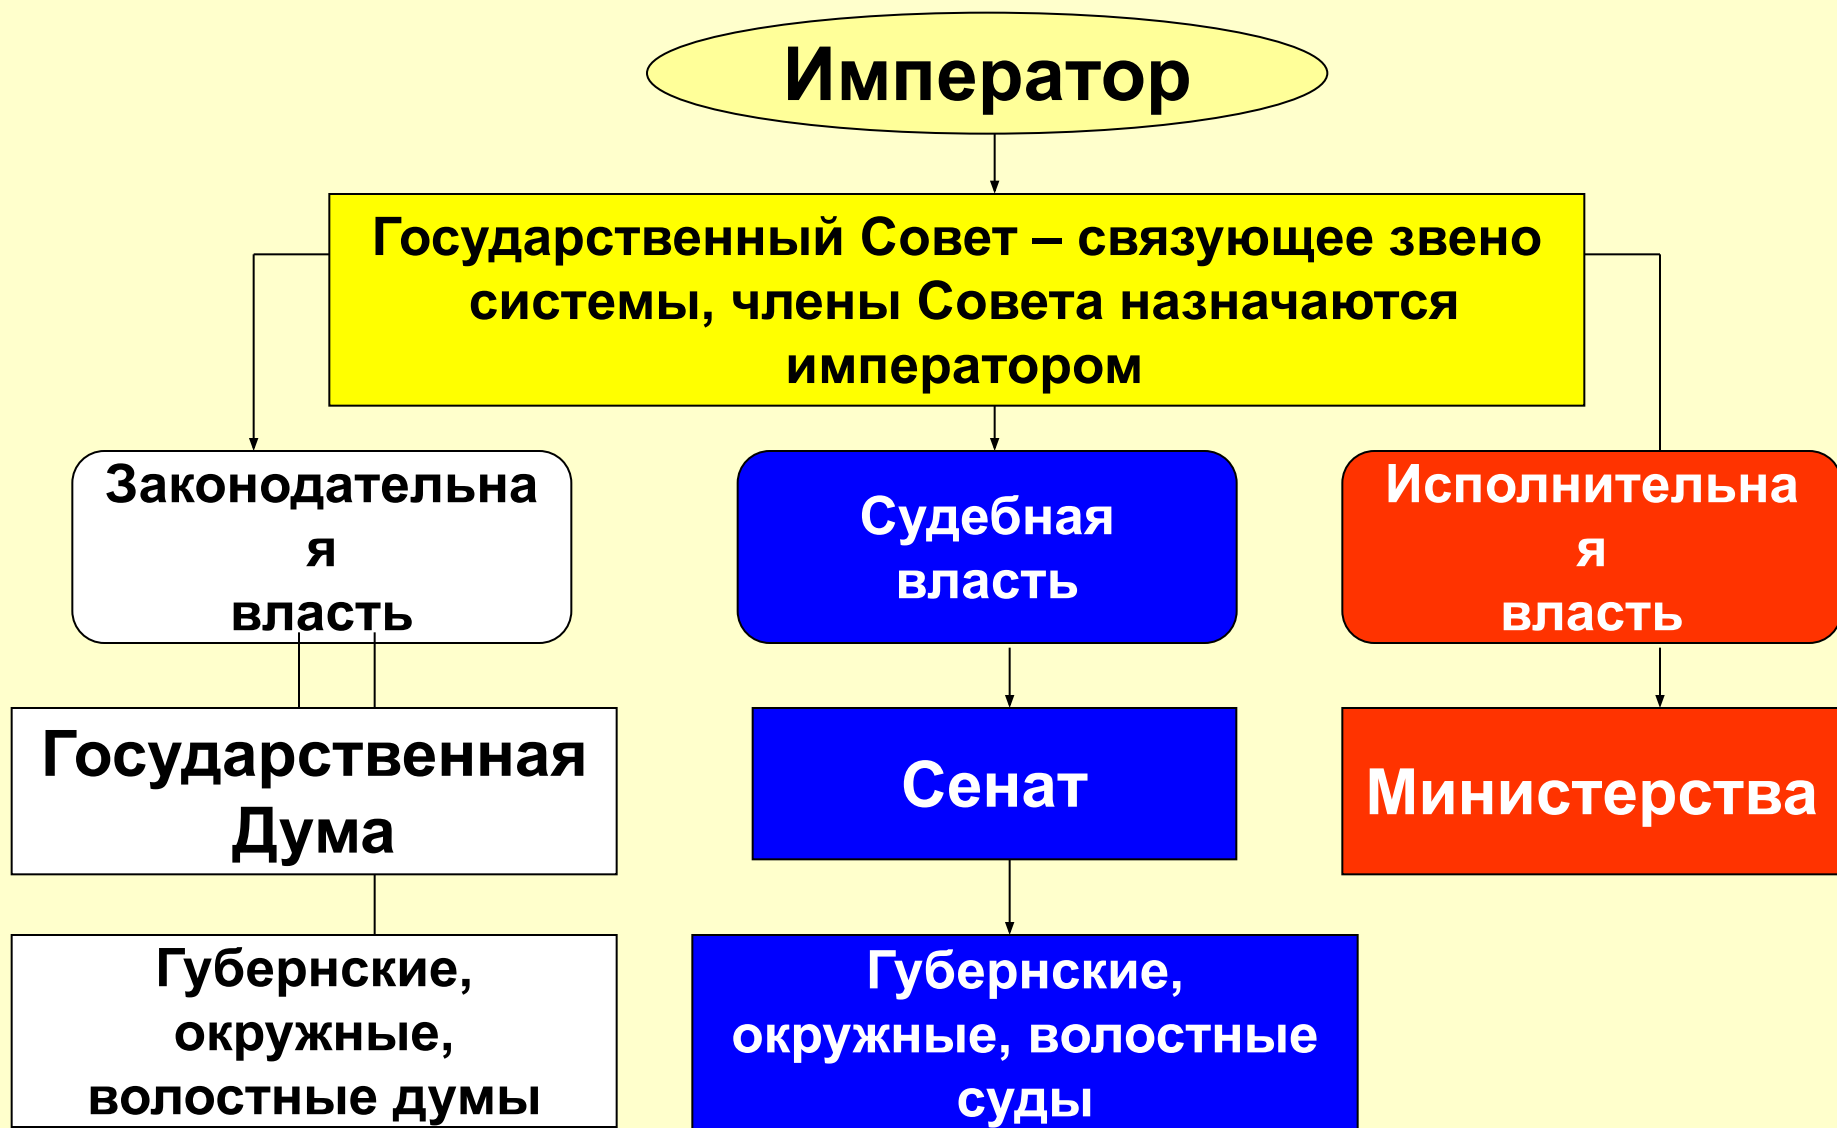 Император
Государственный Совет – связующее звено
системы, члены Совета назначаются
императором
Законодательна
я
власть
Судебная
власть
Исполнительна
я
власть
Государственная
Дума
Сенат
Министерства
Губернские,
окружные,
волостные думы
Губернские,
окружные, волостные
суды